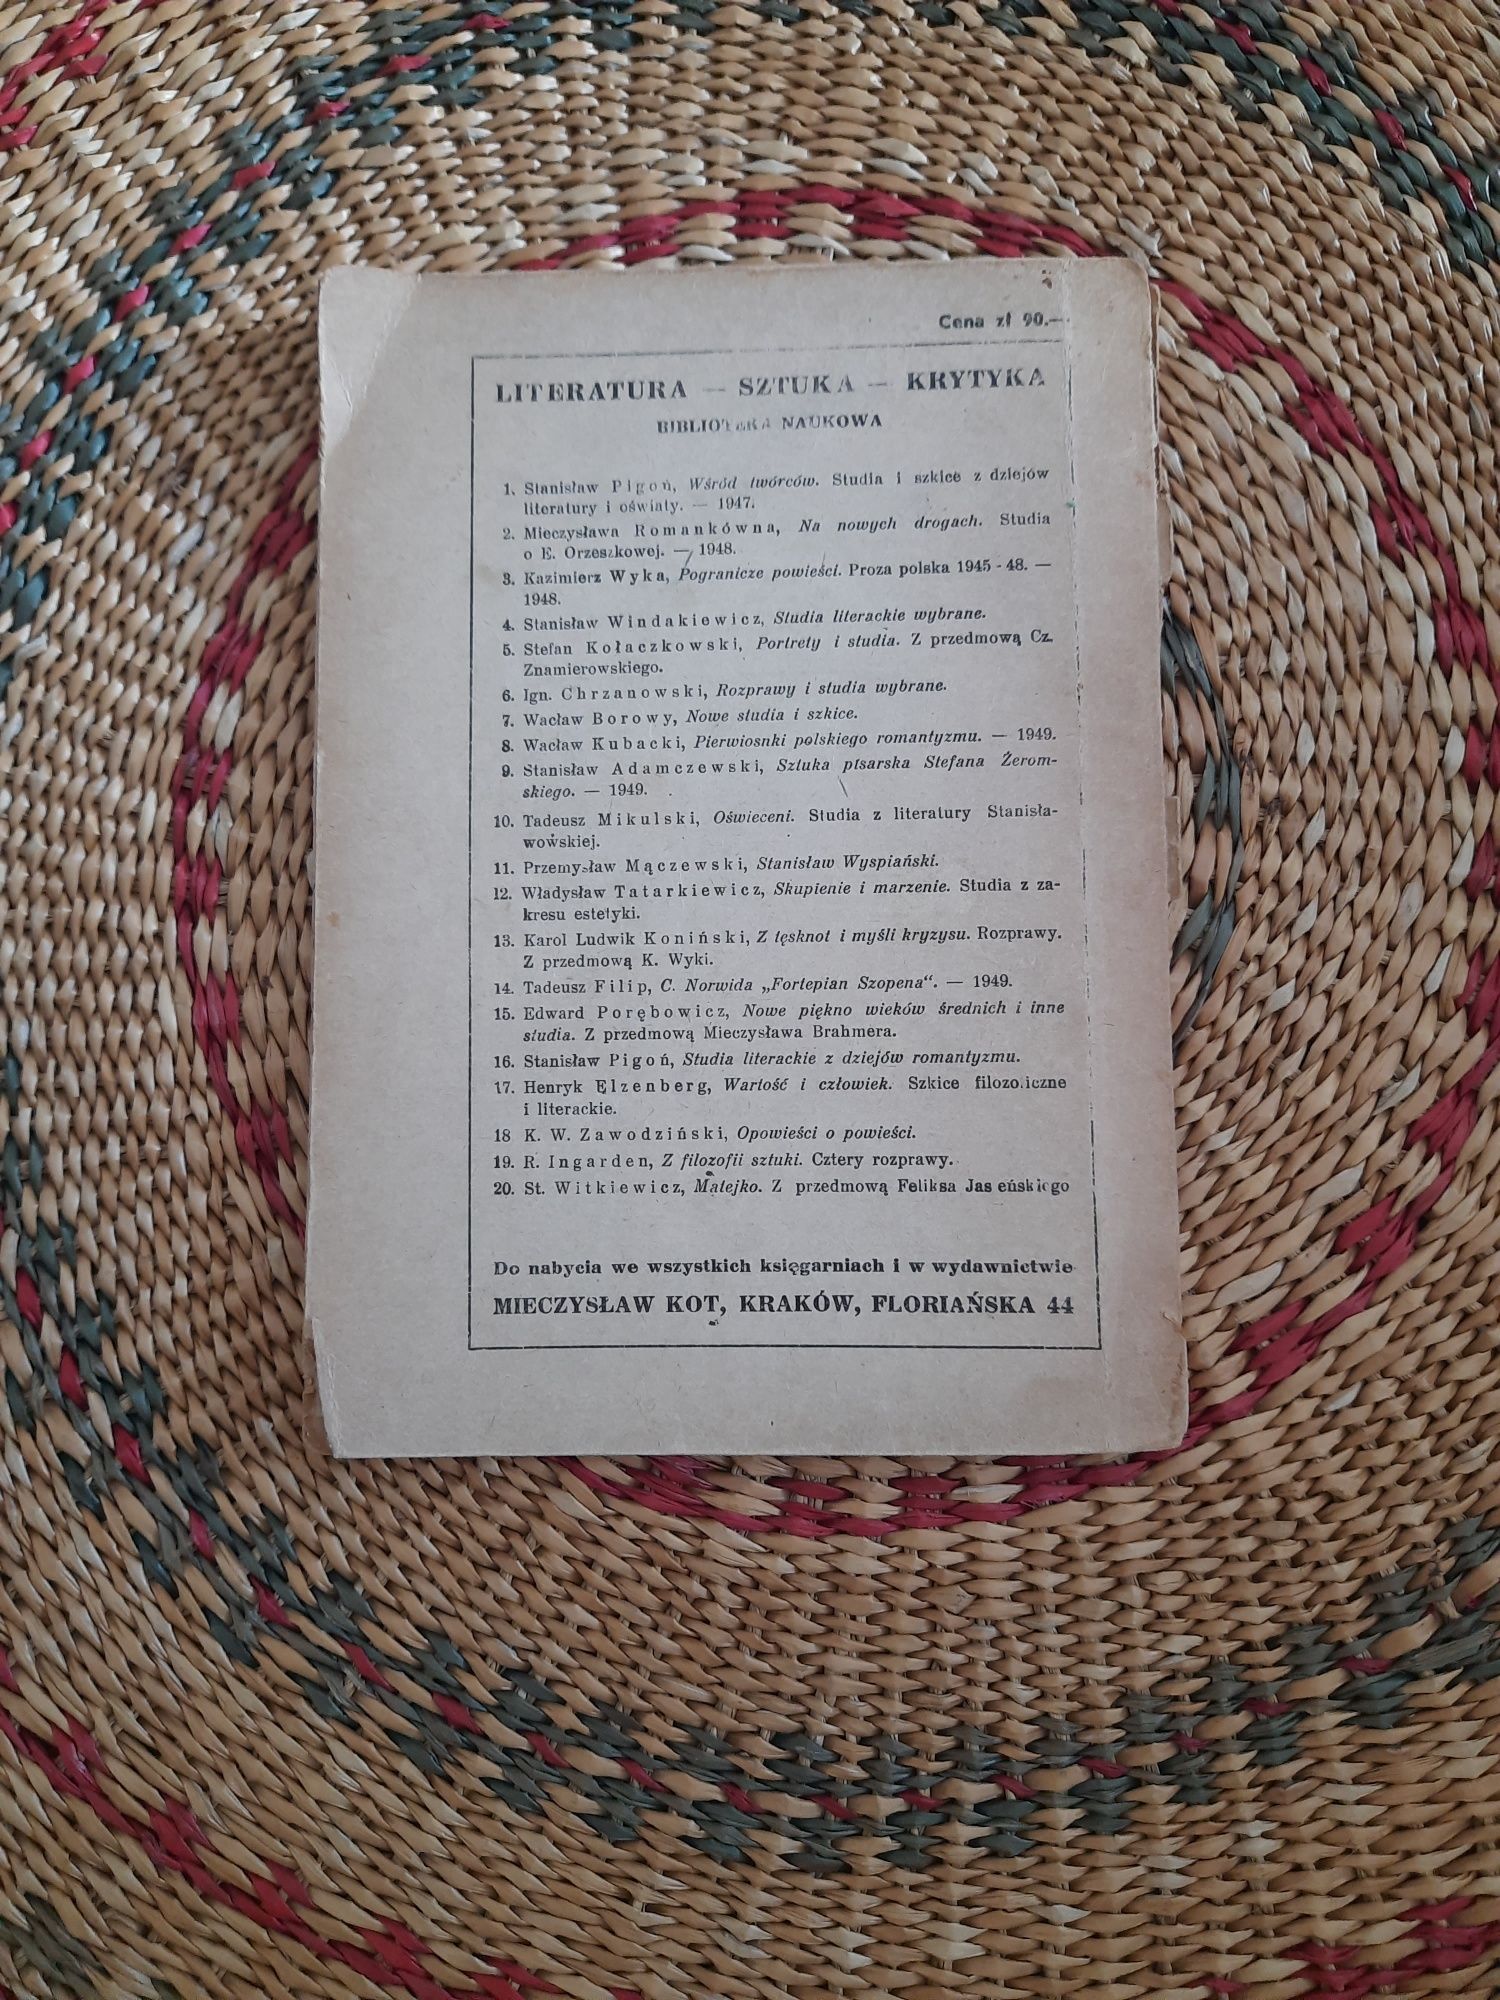 Cena zł 90.—
LITERATURA — SZTUKA — KRYTYKA
BIBLIOTEKA NAUKOWA
1. Stanisław Pigoń, Wśród twórców. Studia i szkice z dziejów
literatury i oświaty. — 1947.
2. Mieczysława Romankówna, Na nowych drogach. Studia
o E. Orzeszkowej. — 1948.
3. Kazimierz Wyka, Pogranicze powieści. Proza polska 1945-48. —
1948.
4. Stanisław Windakiewicz, Studia literackie wybrane.
5. Stefan Kołaczkowski, Portrety i studia. Z przedmową Cz.
Znamierowskiego.
6. Ign. Chrzanowski, Rozprawy i studia wybrane.
7. Wacław Borowy, Nowe studia i szkice.
8. Wacław Kubacki, Pierwiosnki polskiego romantyzmu. — 1949.
9. Stanisław Adamczewski, Sztuka pisarska Stefana Żerom-
skiego. — 1949.
10. Tadeusz Mikulski, Oświeceni. Studia z literatury Stanisła-
wowskiej.
11. Przemysław Mączewski, Stanisław Wyspiański.
12. Władysław Tatarkiewicz, Skupienie i marzenie. Studia z za-
kresu estetyki.
13. Karol Ludwik Koniński, Z tęsknot i myśli kryzysu. Rozprawy.
Z przedmową K. Wyki.
14. Tadeusz Filip, C. Norwida „Fortepian Szopena“. — 1949.
15. Edward Porębowicz, Nowe piękno wieków średnich i inne
studia. Z przedmową Mieczysława Brahmera.
16. Stanisław Pigoń, Studia literackie z dziejów romantyzmu.
17. Henryk Elzenberg, Wartość i człowiek. Szkice filozoficzne
i literackie.
18 K. W. Zawodziński, Opowieści o powieści.
19. R. Ingarden, Z filozofii sztuki. Cztery rozprawy.
20. St. Witkiewicz, Matejko. Z przedmową Feliksa Jasieńskiego
Do nabycia we wszystkich księgarniach i w wydawnictwie
MIECZYSŁAW KOT, KRAKÓW, FLORIAŃSKA 44